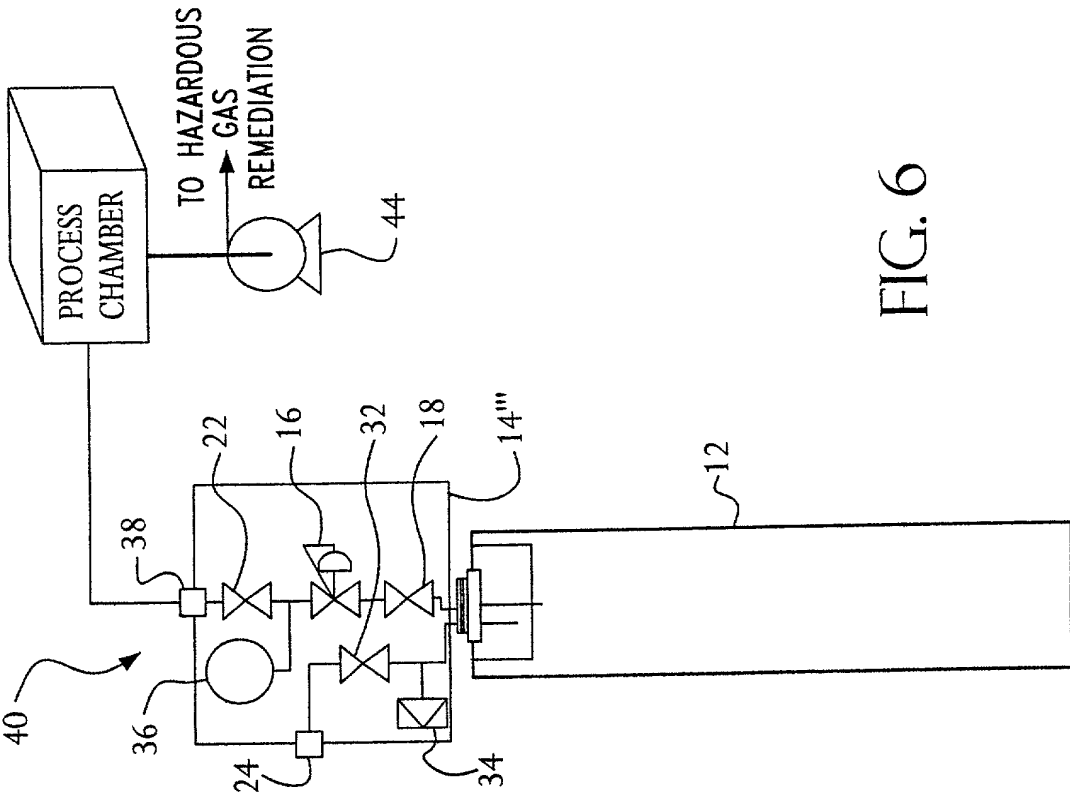 PROCESS
CHAMBER
TO HAZARDOUS
GAS
REMEDIATION
44
22
16
32
18
14'''
12
38
40
36
24
34
FIG. 6